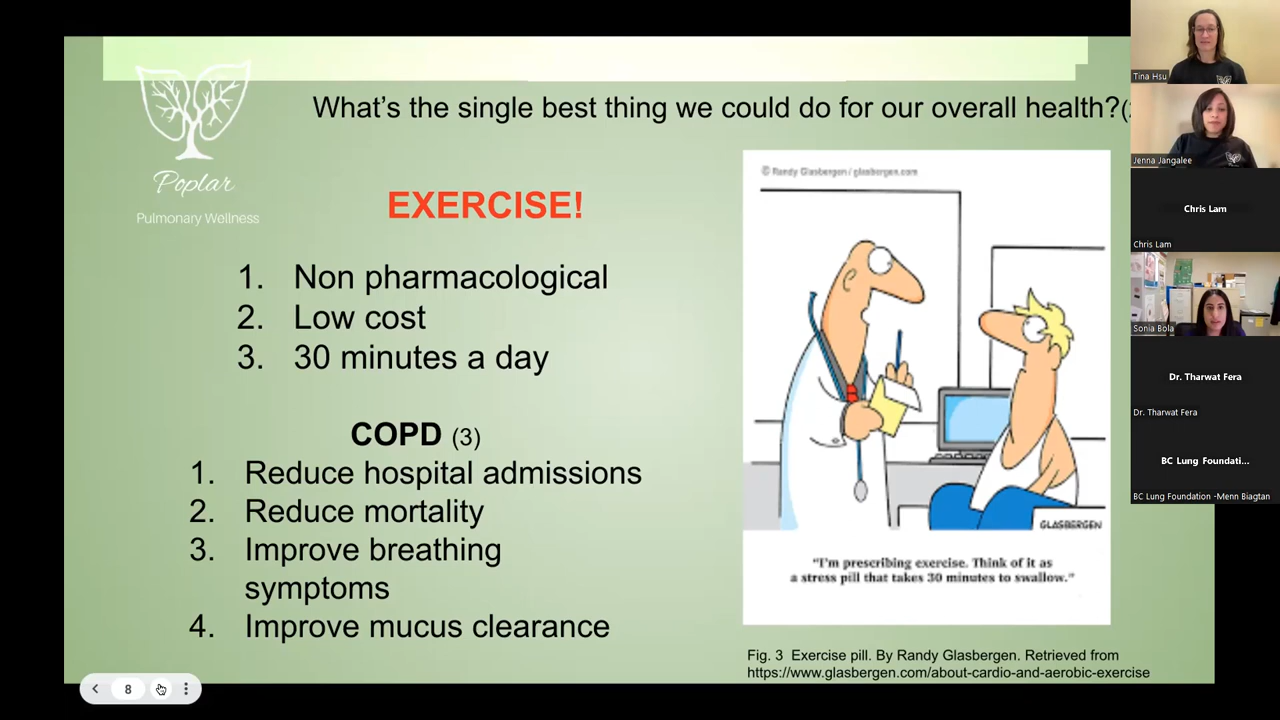 What's the single best thing we could do for our overall health?
Poplar
Pulmonary Wellness
EXERCISE!
1. Non pharmacological
2. Low cost
3. 30 minutes a day
COPD (3)
1. Reduce hospital admissions
2. Reduce mortality
3. Improve breathing
symptoms
4. Improve mucus clearance
© Randy Glasbergen / glasbergen.com
GLASBERGEN
"I'm prescribing exercise. Think of it as
a stress pill that takes 30 minutes to swallow."
Fig. 3 Exercise pill. By Randy Glasbergen. Retrieved from
https://www.glasbergen.com/about-cardio-and-aerobic-exercise
8
Tina Hsu
Jenna Jangalee
Chris Lam
Chris Lam
Sonia Bola
Dr. Tharwat Fera
Dr. Tharwat Fera
BC Lung Foundati...
BC Lung Foundation -Menn Biagtan